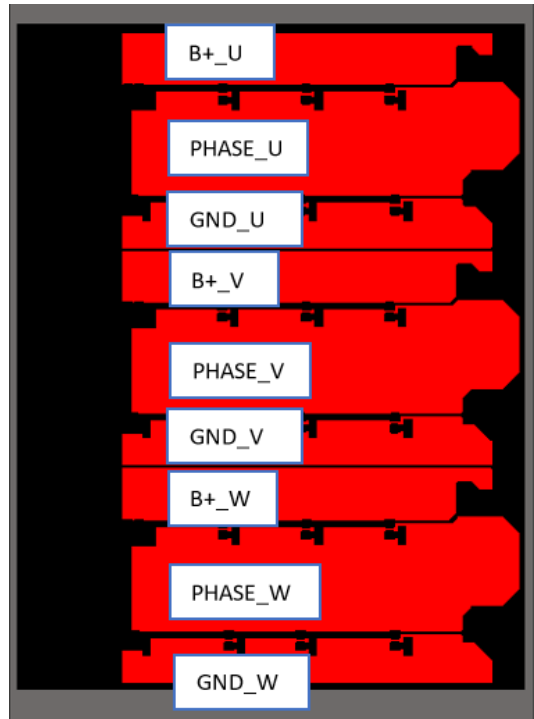 B+_U
PHASE_U
GND_U
B+_V
PHASE_V
GND_V
B+_W
PHASE_W
GND_W